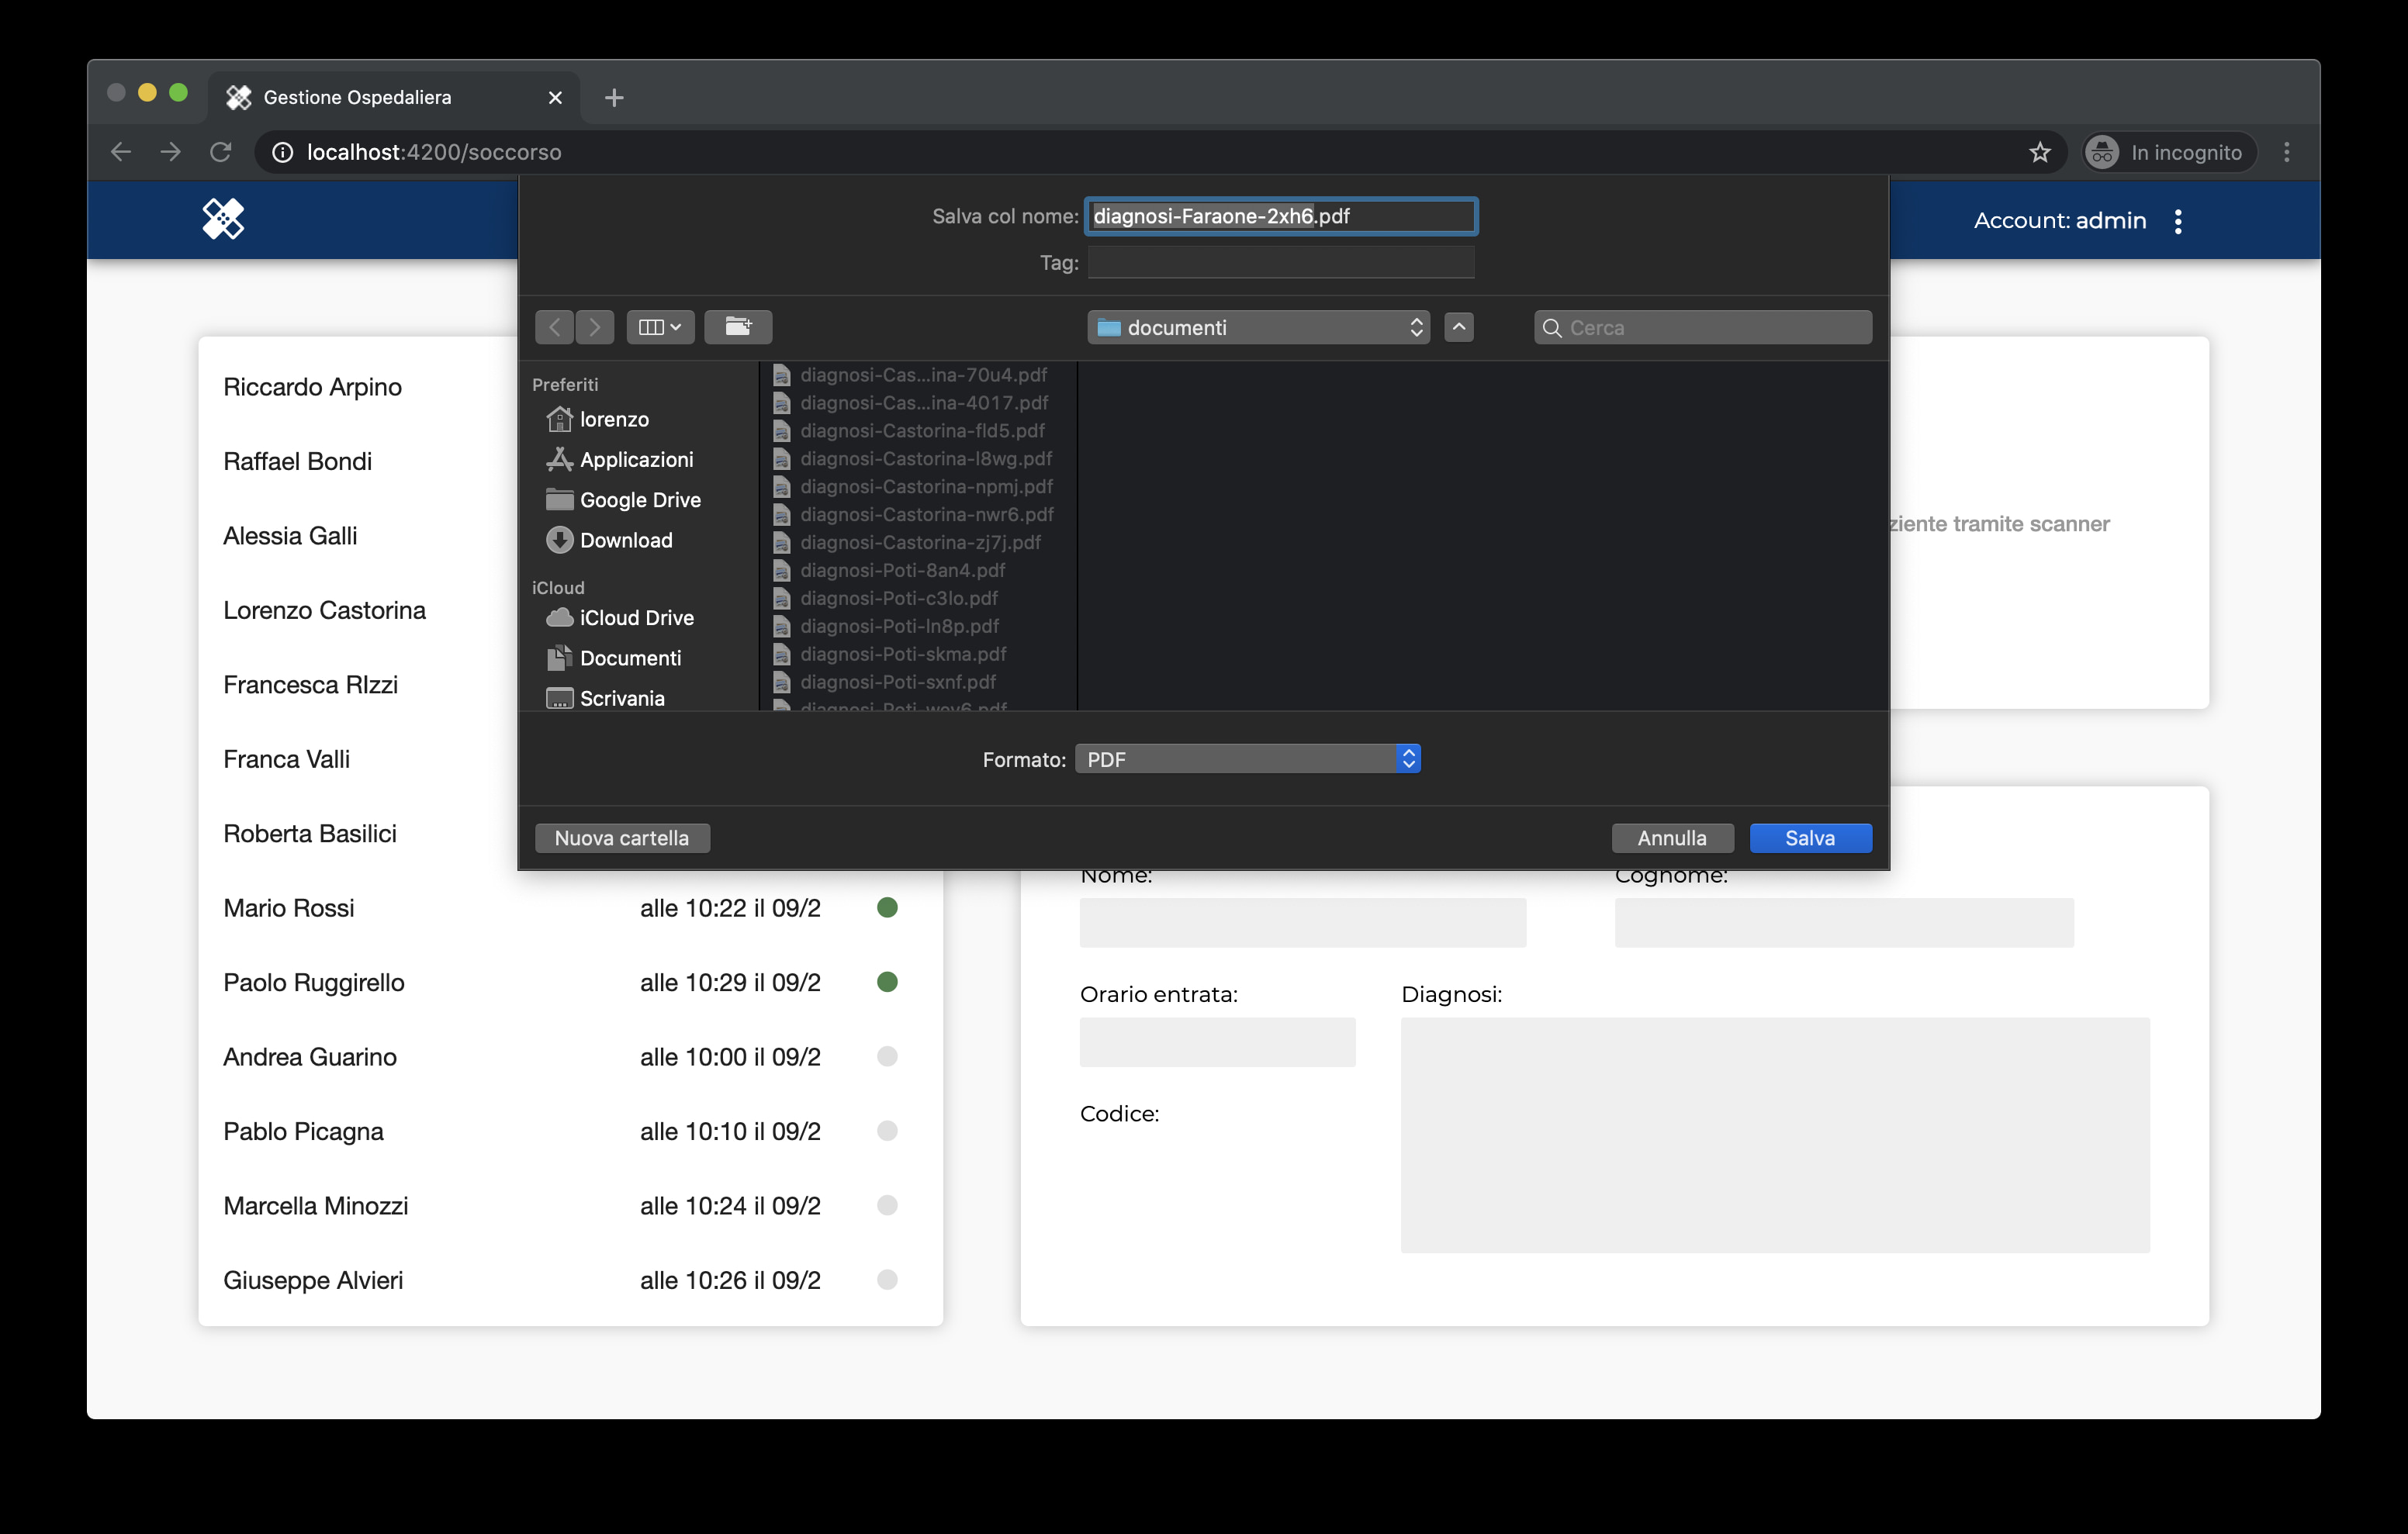 Gestione Ospedaliera
localhost:4200/soccorso
In incognito
Account: admin
Salva col nome: diagnosi-Faraone-2xh6.pdf
Tag:
documenti
Cerca
Preferiti
lorenzo
Applicazioni
Google Drive
Download
iCloud
iCloud Drive
Documenti
Scrivania
diagnosi-Cas...ina-70u4.pdf
diagnosi-Cas...ina-4017.pdf
diagnosi-Castorina-fld5.pdf
diagnosi-Castorina-l8wg.pdf
diagnosi-Castorina-npmj.pdf
diagnosi-Castorina-nwr6.pdf
diagnosi-Castorina-zj7j.pdf
diagnosi-Poti-8an4.pdf
diagnosi-Poti-c3lo.pdf
diagnosi-Poti-ln8p.pdf
diagnosi-Poti-skma.pdf
diagnosi-Poti-sxnf.pdf
Formato: PDF
Nuova cartella
Annulla
Salva
Riccardo Arpino
Raffael Bondi
Alessia Galli
Lorenzo Castorina
Francesca RIzzi
Franca Valli
Roberta Basilici
Mario Rossi alle 10:22 il 09/2
Paolo Ruggirello alle 10:29 il 09/2
Andrea Guarino alle 10:00 il 09/2
Pablo Picagna alle 10:10 il 09/2
Marcella Minozzi alle 10:24 il 09/2
Giuseppe Alvieri alle 10:26 il 09/2
ziente tramite scanner
Nome:
Cognome:
Orario entrata:
Diagnosi:
Codice: